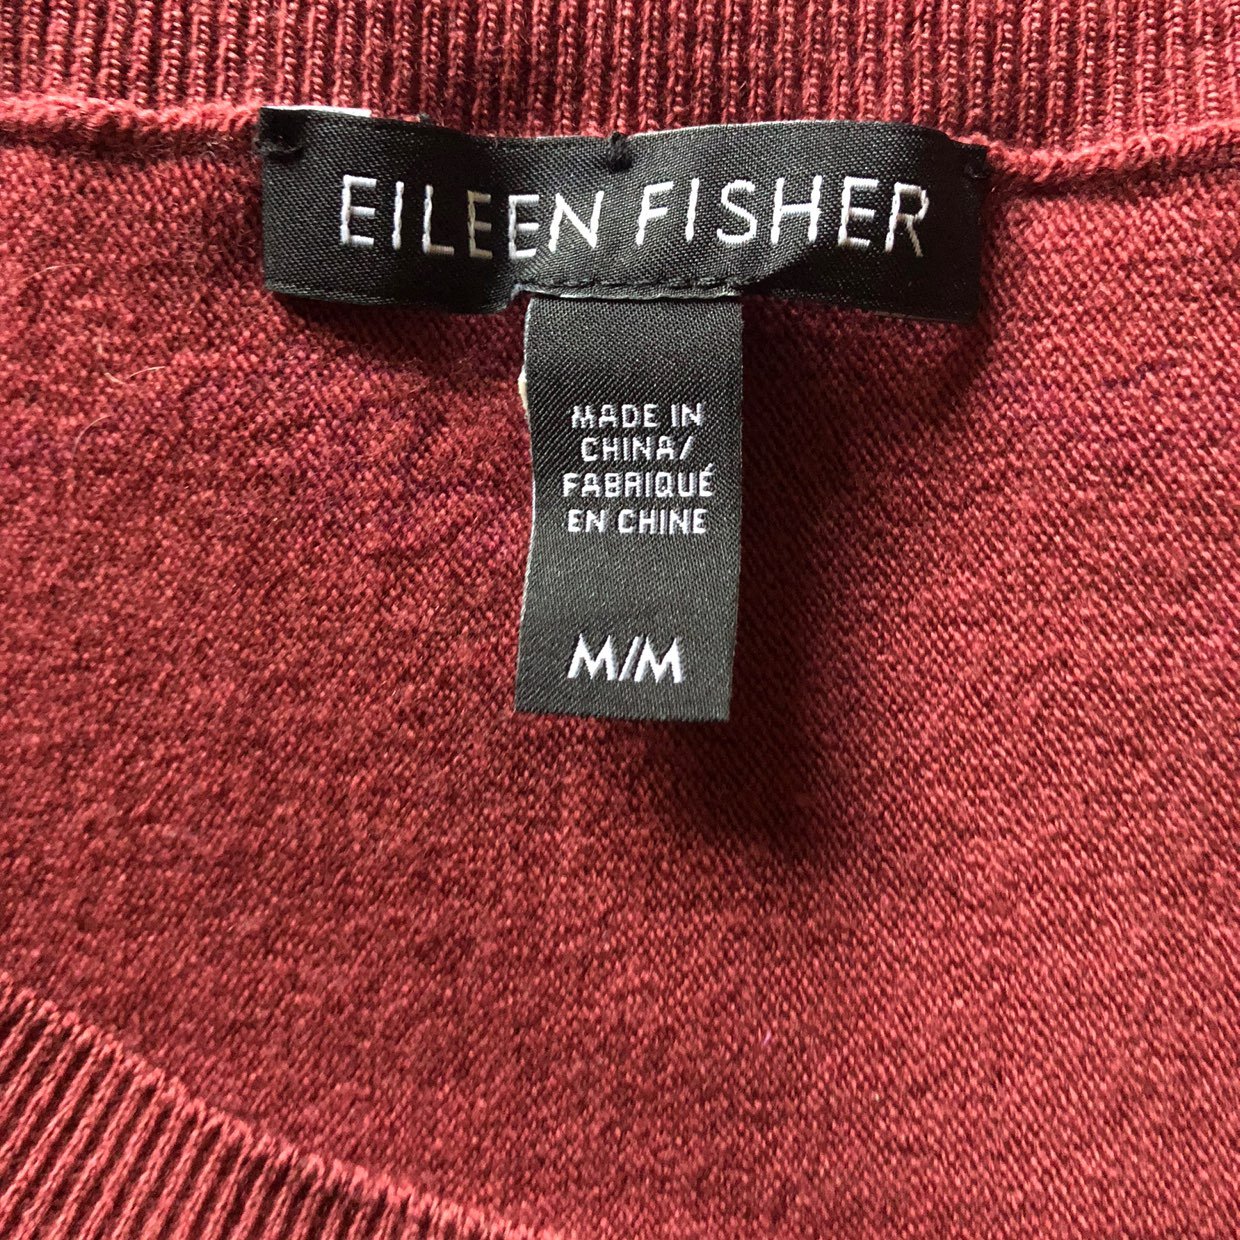 EILEEN FISHER
MADE IN
CHINA/
FABRIQUÉ
EN CHINE
M/M